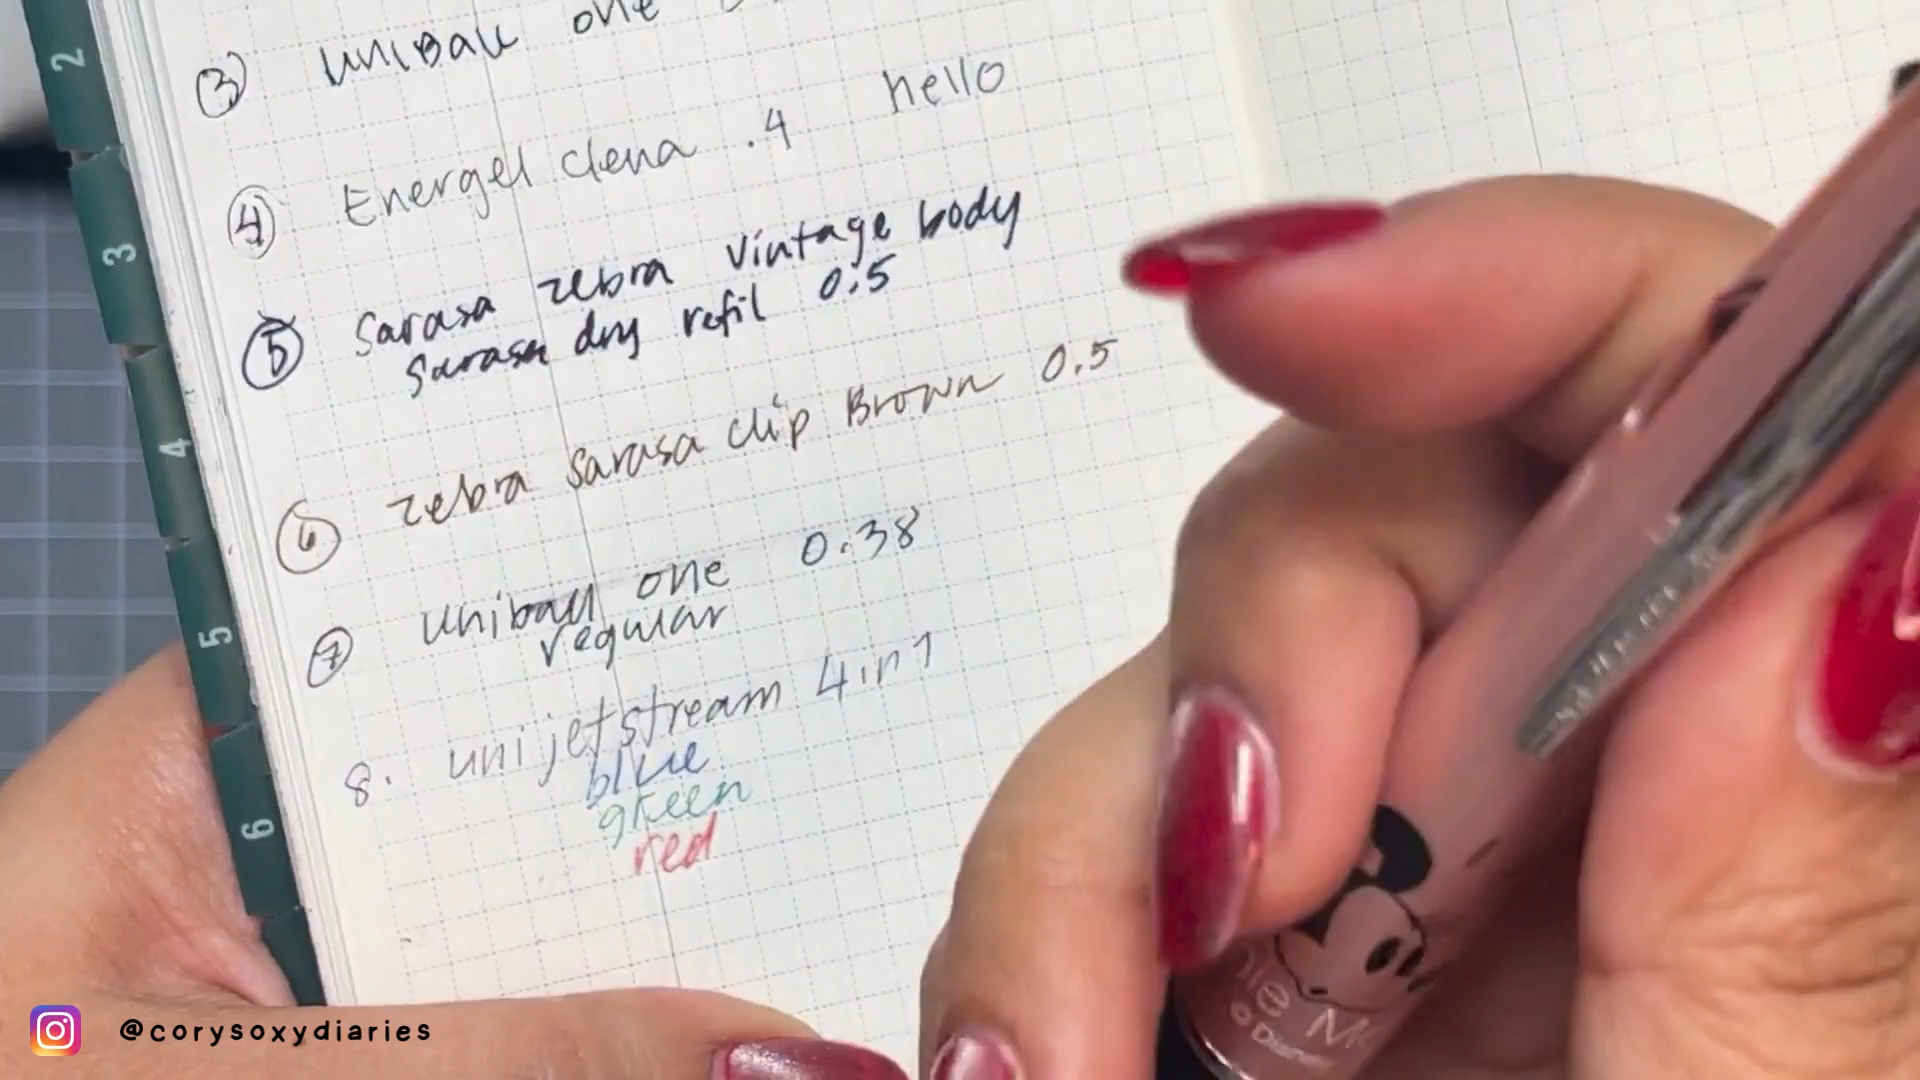 2
3
4
5
6
③ uniBall one
④ Energel clena .4 hello
⑤ Sarasa zebra vintage body
Sarasa dry refil 0.5
⑥ zebra Sarasa clip Brown 0.5
⑦ uniball one 0.38
regular
8. uni jetstream 4in1
blue
green
red
© Disney
@corysoxydiaries